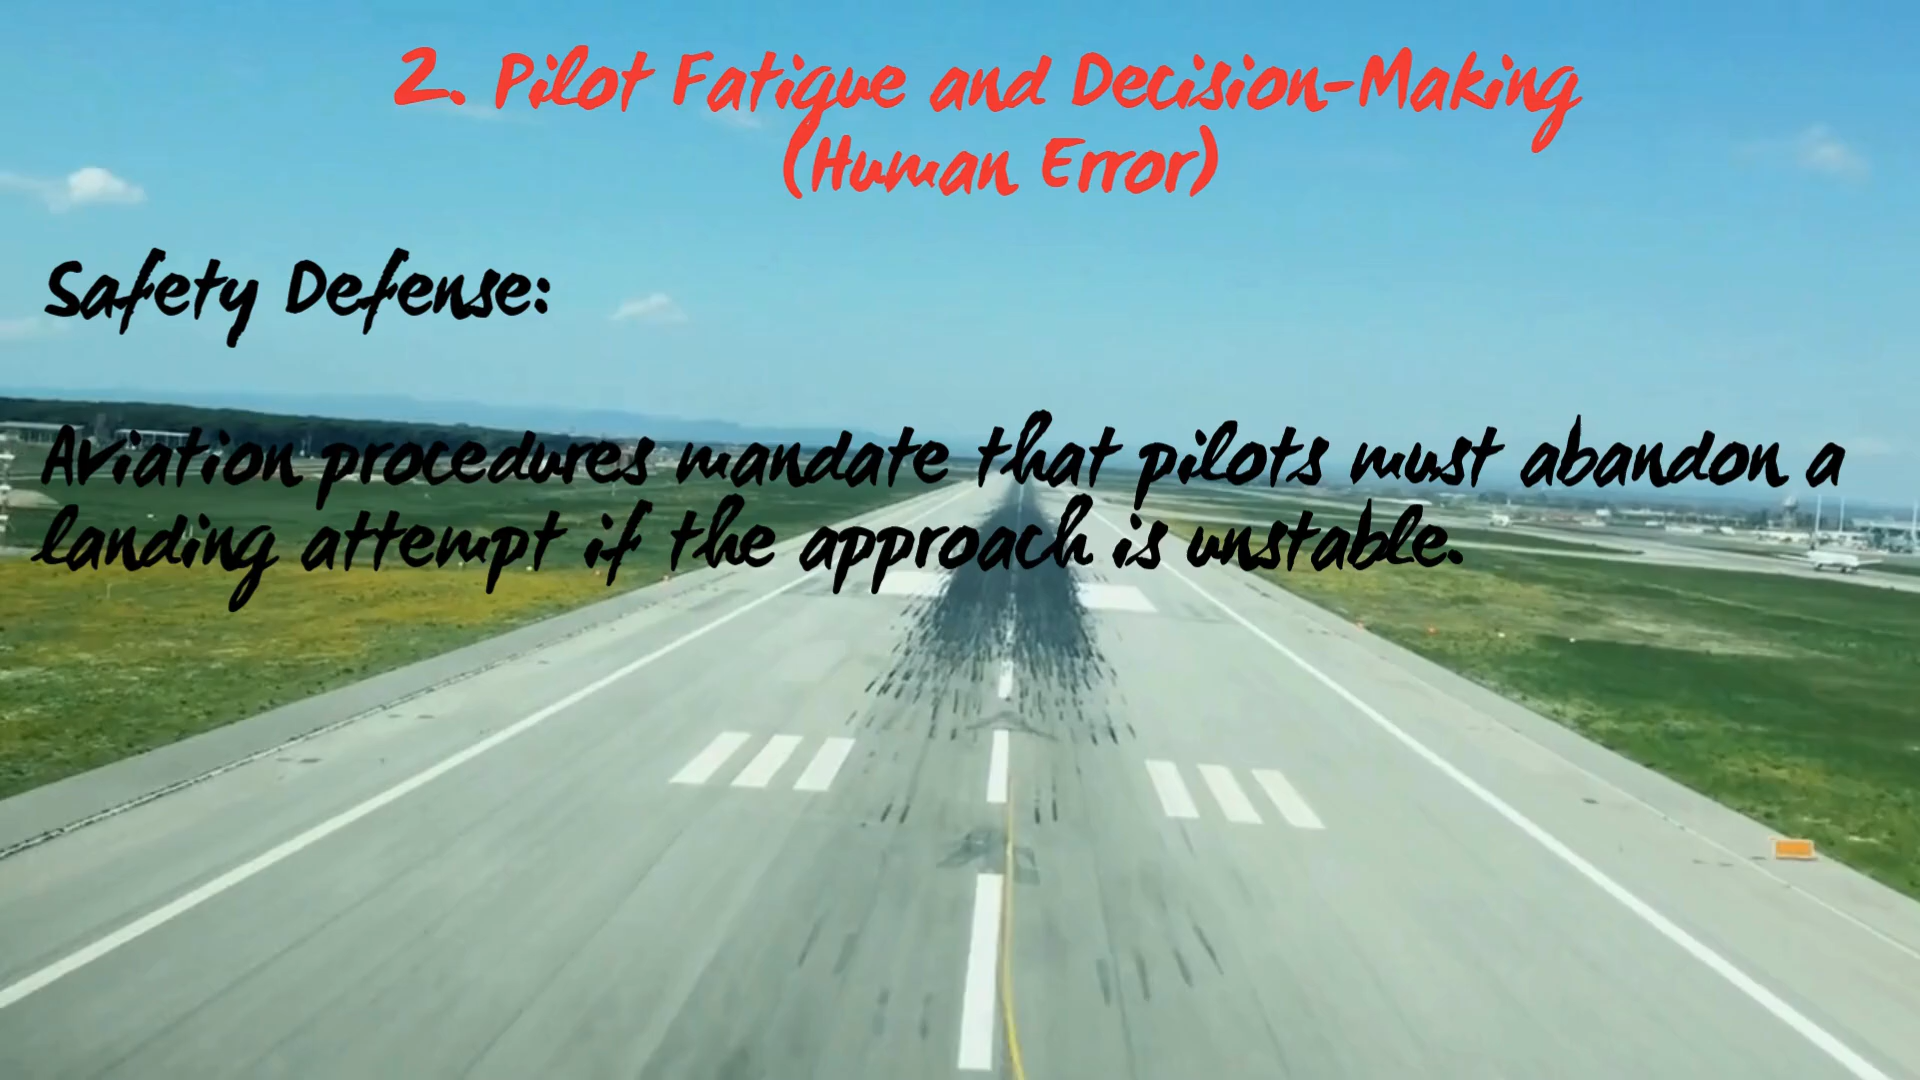 2. Pilot Fatigue and Decision-Making
(Human Error)
Safety Defense:
Aviation procedures mandate that pilots must abandon a
landing attempt if the approach is unstable.